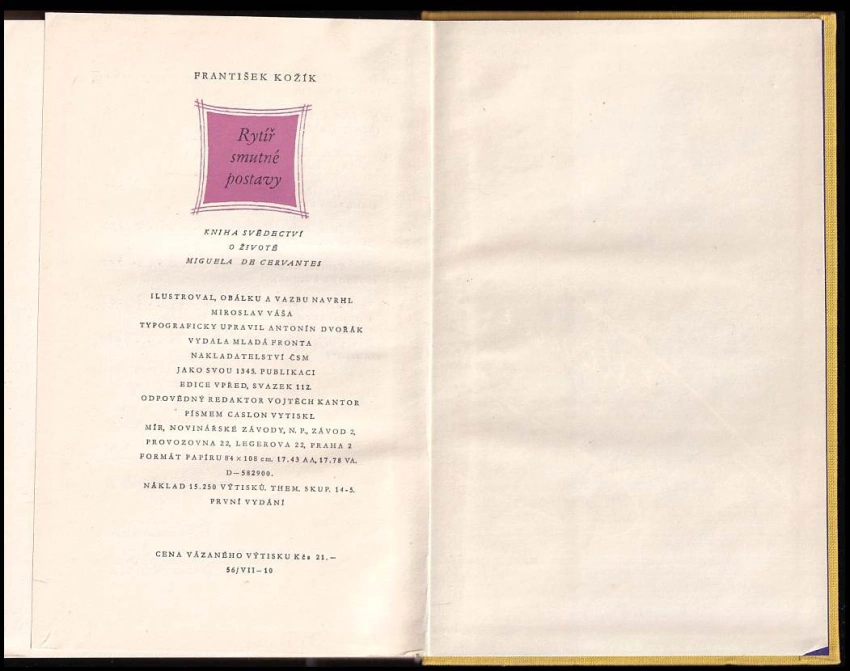 FRANTIŠEK KOŽÍK
Rytíř
smutné
postavy
KNIHA SVĚDECTVÍ
O ŽIVOTĚ
MIGUELA DE CERVANTES
ILUSTROVAL, OBÁLKU A VAZBU NAVRHL
MIROSLAV VÁŠA
TYPOGRAFICKY UPRAVIL ANTONÍN DVOŘÁK
VYDALA MLADÁ FRONTA
NAKLADATELSTVÍ ČSM
JAKO SVOU 1345. PUBLIKACI
EDICE VPŘED, SVAZEK 112.
ODPOVĚDNÝ REDAKTOR VOJTĚCH KANTOR
PÍSMEM CASLON VYTISKL
MÍR, NOVINÁŘSKÉ ZÁVODY, N. P., ZÁVOD 2,
PROVOZOVNA 22, LEGEROVA 22, PRAHA 2
FORMÁT PAPÍRU 84 × 108 cm. 17.43 AA, 17.78 VA.
D—582900.
NÁKLAD 15.250 VÝTISKŮ. THEM. SKUP. 14-5.
PRVNÍ VYDÁNÍ
CENA VÁZANÉHO VÝTISKU Kčs 21.—
56/VII—10